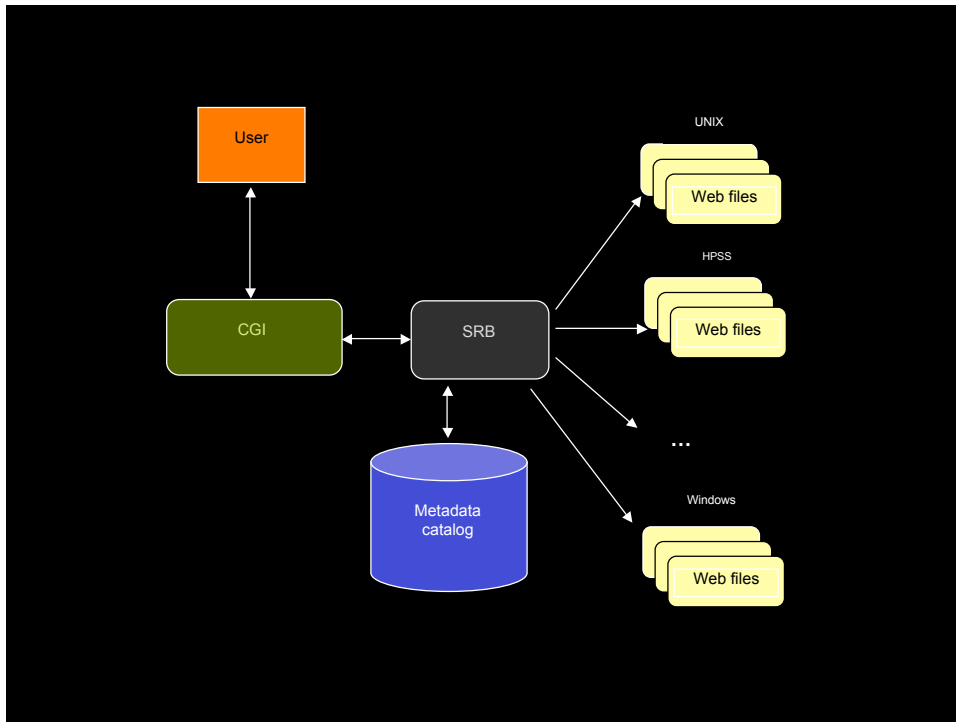 User
CGI
SRB
Metadata
catalog
UNIX
Web files
HPSS
Web files
...
Windows
Web files